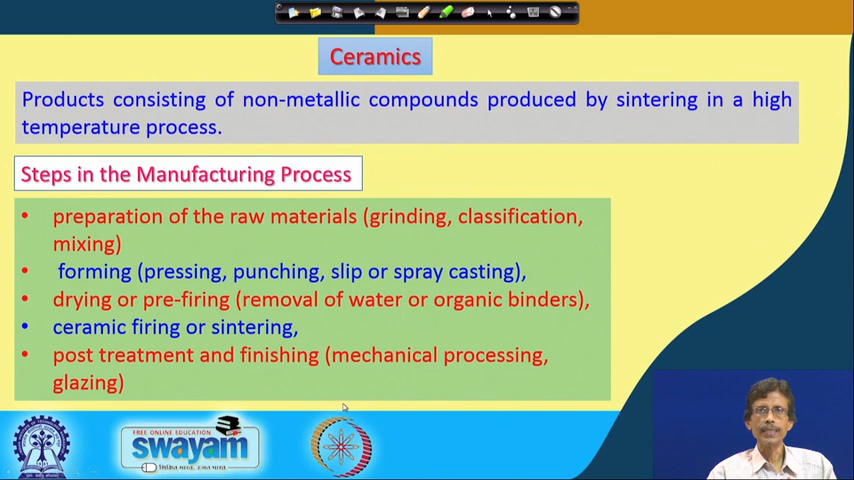 Ceramics
Products consisting of non-metallic compounds produced by sintering in a high
temperature process.
Steps in the Manufacturing Process
• preparation of the raw materials (grinding, classification,
mixing)
• forming (pressing, punching, slip or spray casting),
• drying or pre-firing (removal of water or organic binders),
• ceramic firing or sintering,
• post treatment and finishing (mechanical processing,
glazing)
FREE ONLINE EDUCATION
swayam